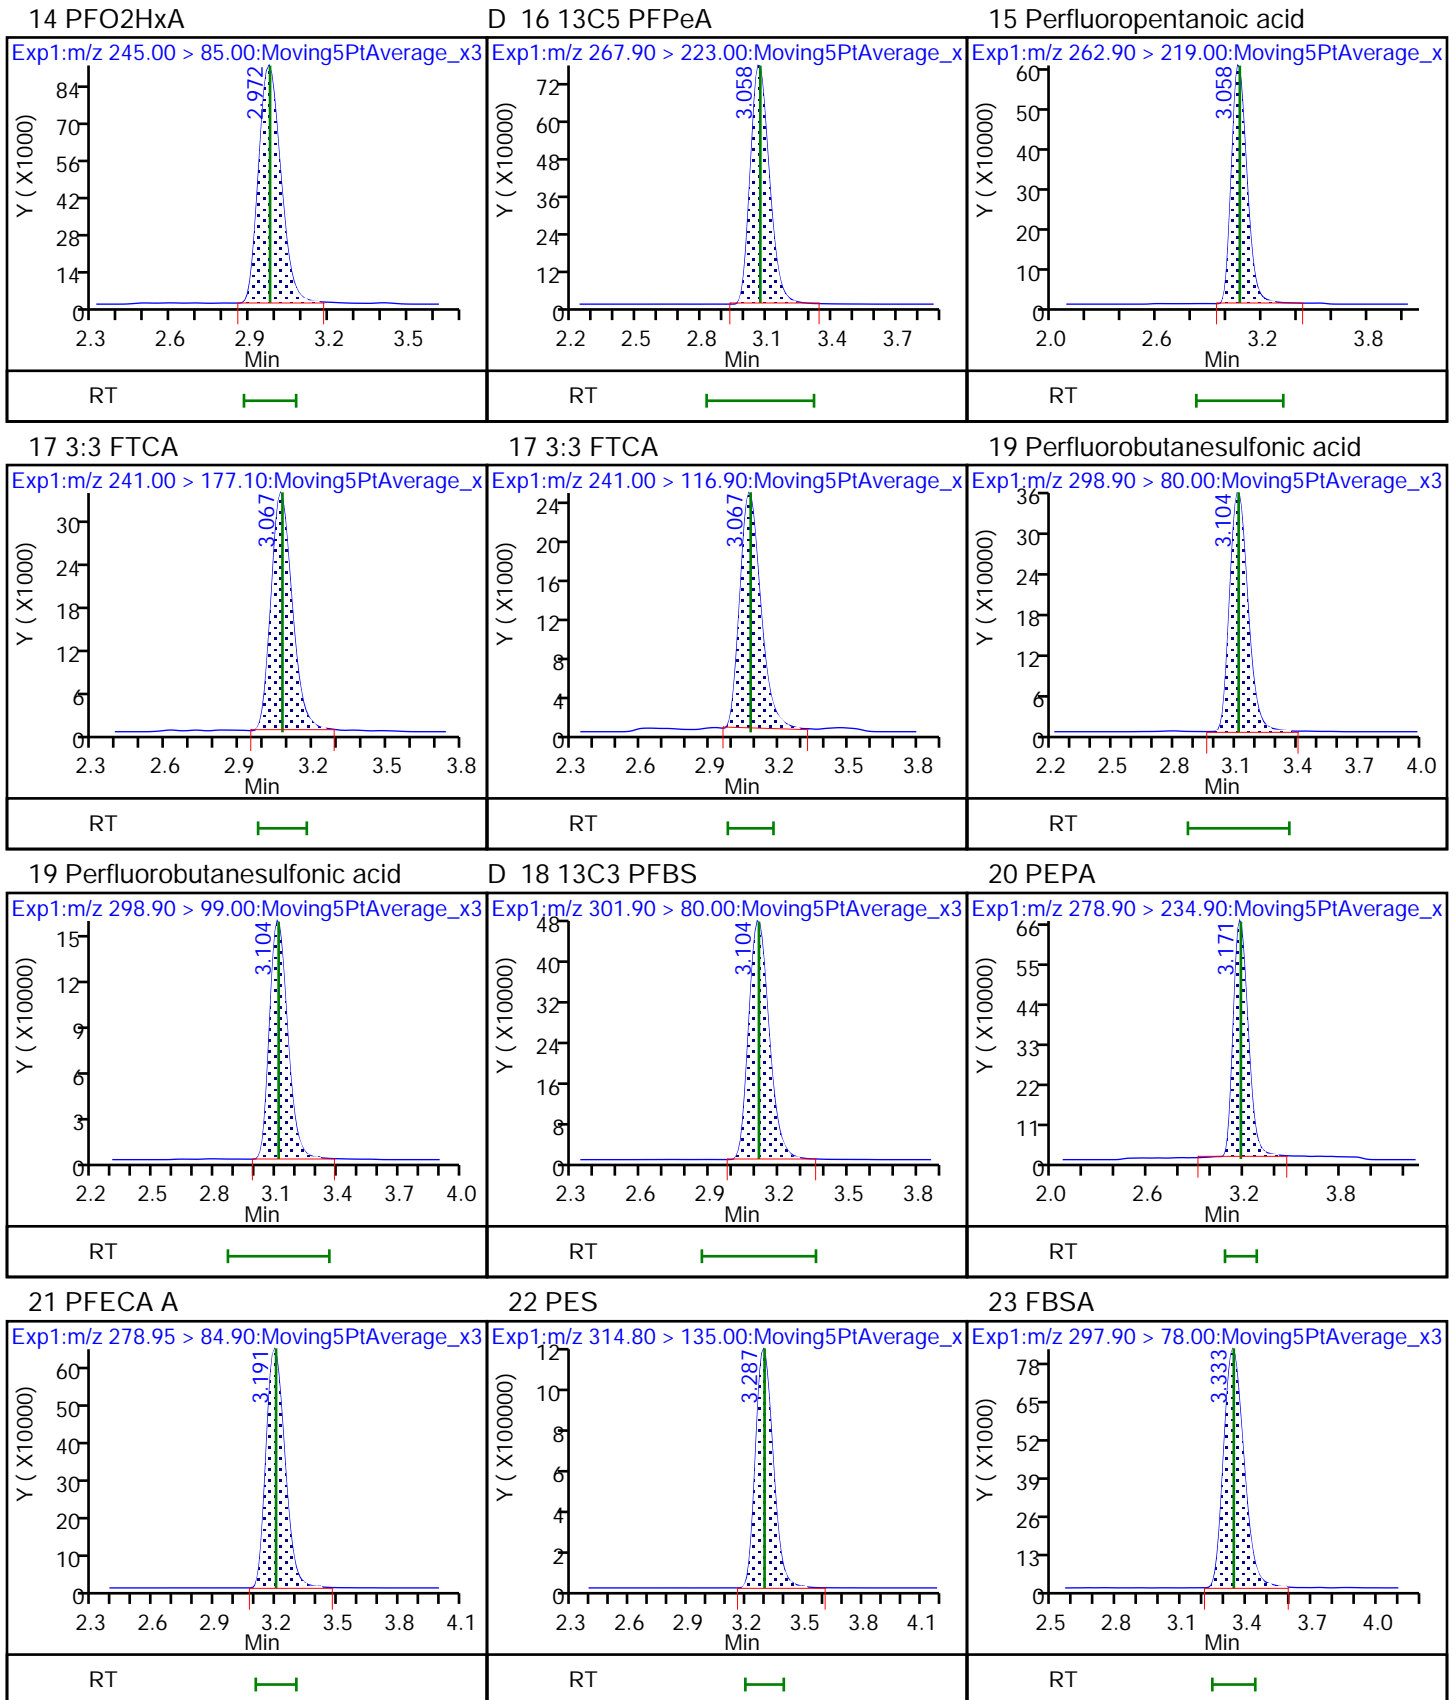 14 PFO2HxA
Exp1:m/z 245.00 > 85.00:Moving5PtAverage_x3
2.972
Y ( X10000)
84
70
56
42
28
14
0
2.3 2.6 2.9 3.2 3.5
Min
RT
D 16 13C5 PFPeA
Exp1:m/z 267.90 > 223.00:Moving5PtAverage_x
3.058
Y ( X10000)
72
60
48
36
24
12
0
2.2 2.5 2.8 3.1 3.4 3.7
Min
RT
15 Perfluoropentanoic acid
Exp1:m/z 262.90 > 219.00:Moving5PtAverage_x
3.058
Y ( X10000)
60
50
40
30
20
10
0
2.0 2.6 3.2 3.8
Min
RT
17 3:3 FTCA
Exp1:m/z 241.00 > 177.10:Moving5PtAverage_x
3.067
Y ( X1000)
30
24
18
12
6
0
2.3 2.6 2.9 3.2 3.5 3.8
Min
RT
17 3:3 FTCA
Exp1:m/z 241.00 > 116.90:Moving5PtAverage_x
3.067
Y ( X1000)
24
20
16
12
8
4
0
2.3 2.6 2.9 3.2 3.5 3.8
Min
RT
19 Perfluorobutanesulfonic acid
Exp1:m/z 298.90 > 80.00:Moving5PtAverage_x3
3.104
Y ( X10000)
36
30
24
18
12
6
0
2.2 2.5 2.8 3.1 3.4 3.7 4.0
Min
RT
19 Perfluorobutanesulfonic acid
Exp1:m/z 298.90 > 99.00:Moving5PtAverage_x3
3.104
Y ( X10000)
15
12
9
6
3
0
2.2 2.5 2.8 3.1 3.4 3.7 4.0
Min
RT
D 18 13C3 PFBS
Exp1:m/z 301.90 > 80.00:Moving5PtAverage_x3
3.104
Y ( X10000)
48
40
32
24
16
8
0
2.3 2.6 2.9 3.2 3.5 3.8
Min
RT
20 PEPA
Exp1:m/z 278.90 > 234.90:Moving5PtAverage_x
3.171
Y ( X10000)
66
55
44
33
22
11
0
2.0 2.6 3.2 3.8
Min
RT
21 PFECA A
Exp1:m/z 278.95 > 84.90:Moving5PtAverage_x3
3.191
Y ( X10000)
60
50
40
30
20
10
0
2.3 2.6 2.9 3.2 3.5 3.8 4.1
Min
RT
22 PES
Exp1:m/z 314.80 > 135.00:Moving5PtAverage_x
3.287
Y ( X100000)
12
10
8
6
4
2
0
2.3 2.6 2.9 3.2 3.5 3.8 4.1
Min
RT
23 FBSA
Exp1:m/z 297.90 > 78.00:Moving5PtAverage_x3
3.333
Y ( X1000)
78
65
52
39
26
13
0
2.5 2.8 3.1 3.4 3.7 4.0
Min
RT